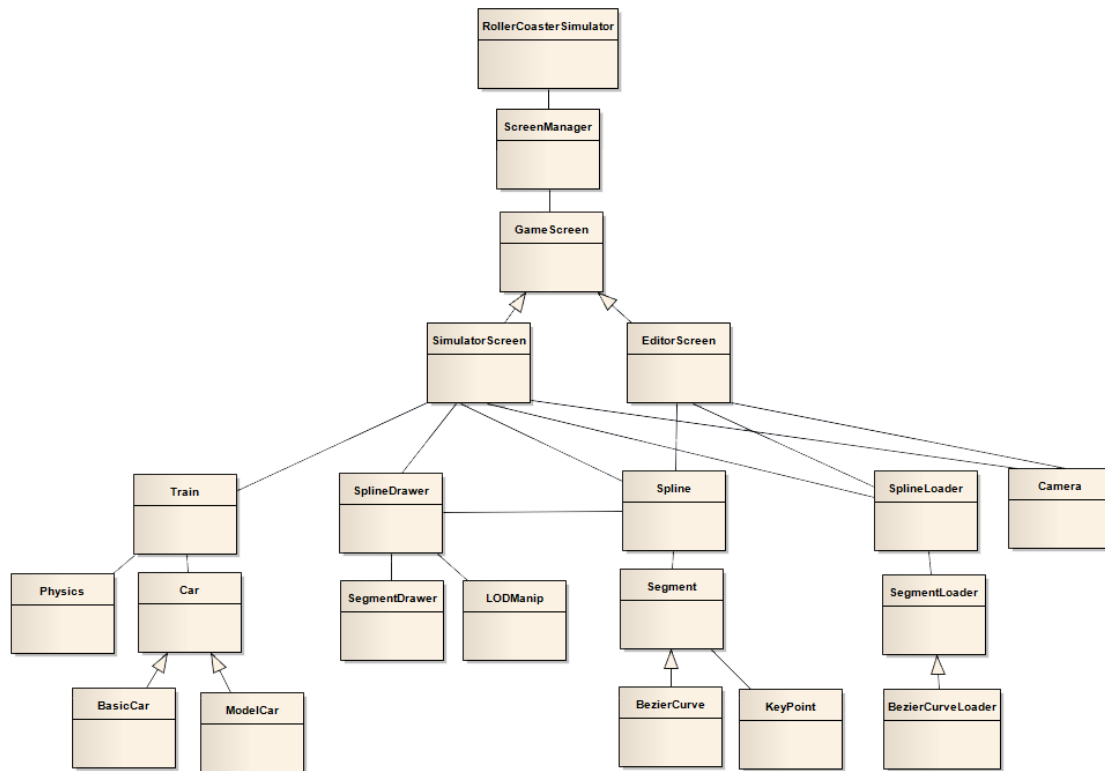 RollerCoasterSimulator
ScreenManager
GameScreen
SimulatorScreen
EditorScreen
Train
SplineDrawer
Spline
SplineLoader
Camera
Physics
Car
SegmentDrawer
LODManip
Segment
SegmentLoader
BasicCar
ModelCar
BezierCurve
KeyPoint
BezierCurveLoader